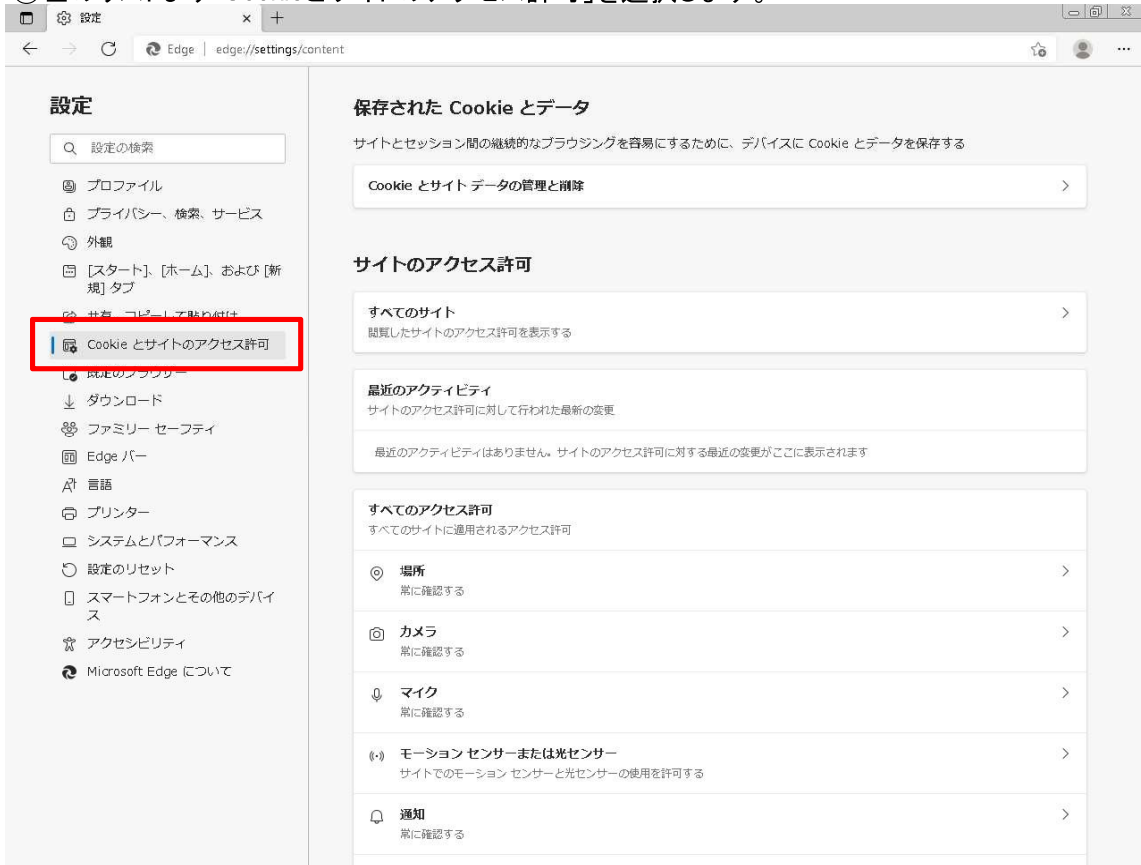 設定
Edge | edge://settings/content
設定
設定の検索
プロファイル
プライバシー、検索、サービス
外観
[スタート]、[ホーム]、および [新
規] タブ
共有、コピーして貼り付け
Cookie とサイトのアクセス許可
既定のブラウザー
ダウンロード
ファミリー セーフティ
Edge バー
言語
プリンター
システムとパフォーマンス
設定のリセット
スマートフォンとその他のデバイ
ス
アクセシビリティ
Microsoft Edge について
保存された Cookie とデータ
サイトとセッション間の継続的なブラウジングを容易にするために、デバイスに Cookie とデータを保存する
Cookie とサイト データの管理と削除
サイトのアクセス許可
すべてのサイト
閲覧したサイトのアクセス許可を表示する
最近のアクティビティ
サイトのアクセス許可に対して行われた最新の変更
最近のアクティビティはありません。サイトのアクセス許可に対する最近の変更がここに表示されます
すべてのアクセス許可
すべてのサイトに適用されるアクセス許可
場所
常に確認する
カメラ
常に確認する
マイク
常に確認する
モーション センサーまたは光センサー
サイトでのモーション センサーと光センサーの使用を許可する
通知
常に確認する